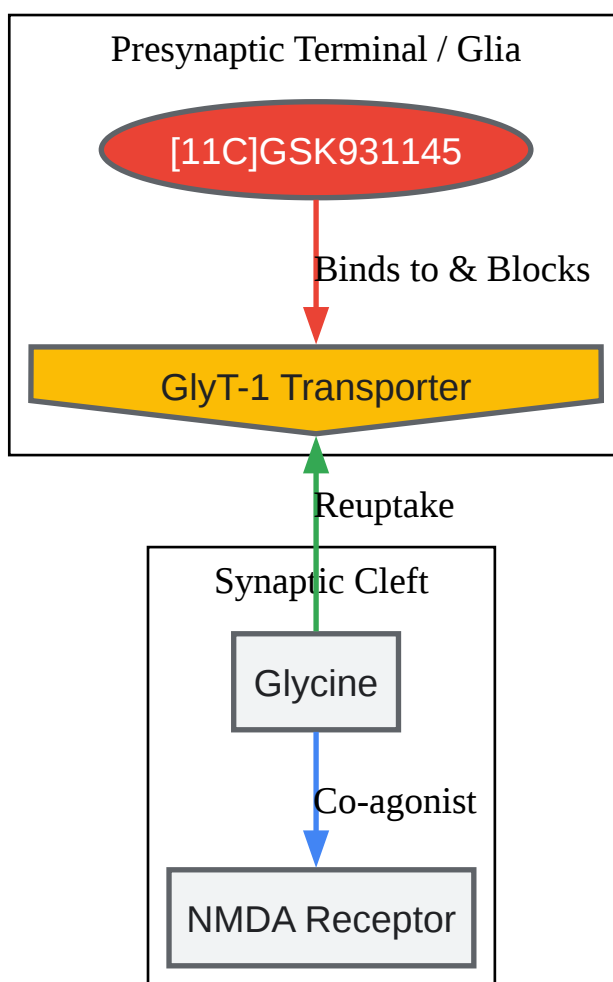 Presynaptic Terminal / Glia
[11C]GSK931145
Binds to & Blocks
GlyT-1 Transporter
Reuptake
Synaptic Cleft
Glycine
Co-agonist
NMDA Receptor